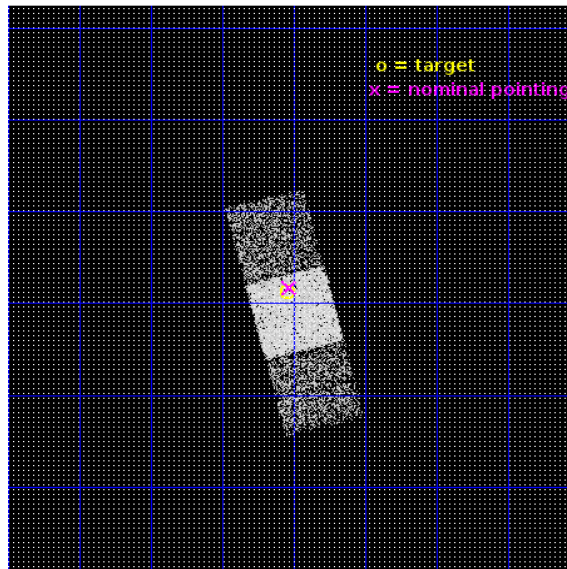 o = target
x = nominal pointing